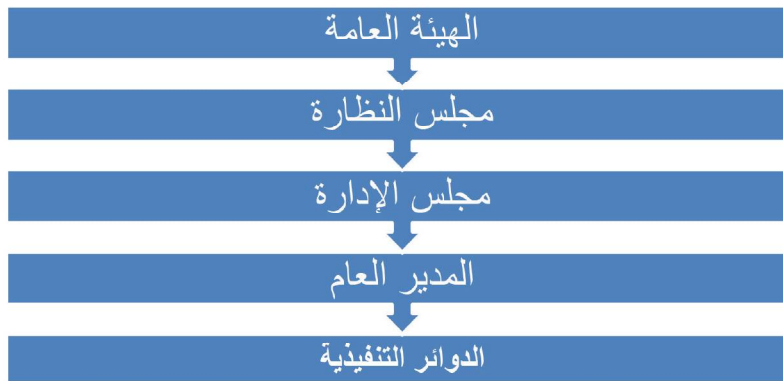 الهيئة العامة
مجلس النظارة
مجلس الإدارة
المدير العام
الدوائر التنفيذية